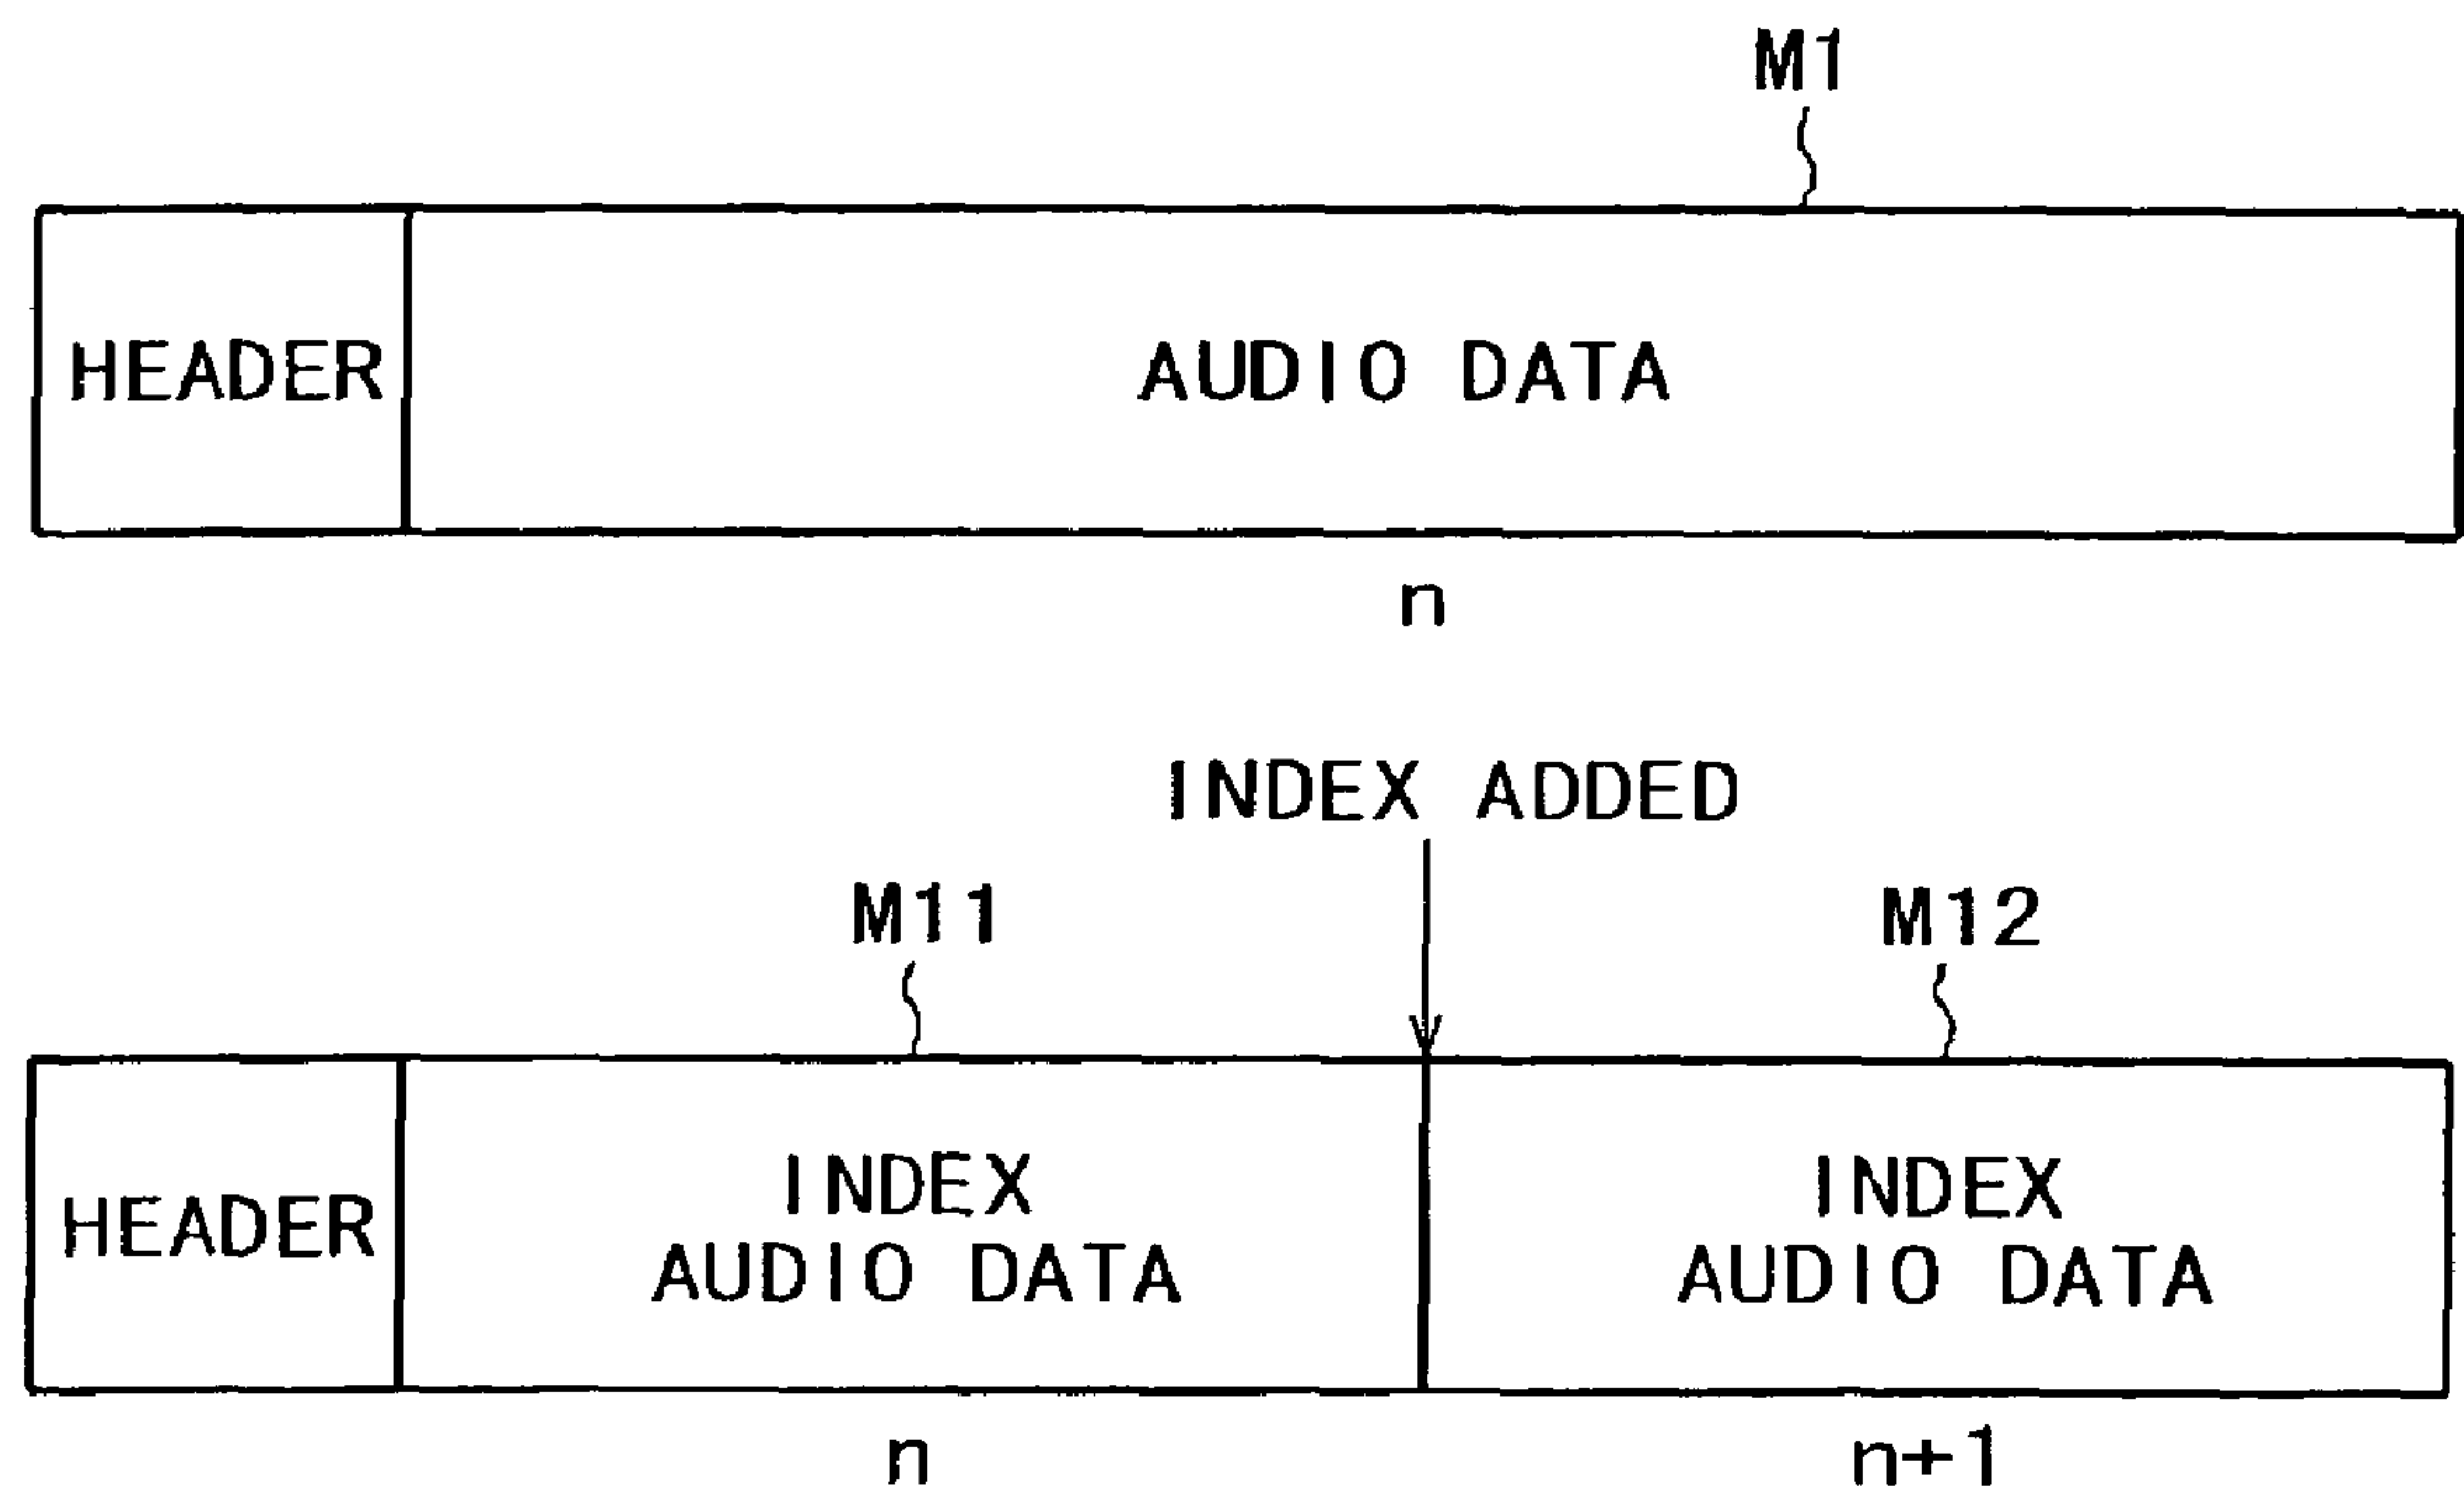 M1
HEADER
AUDIO DATA
n
INDEX ADDED
M11
M12
HEADER
INDEX
AUDIO DATA
INDEX
AUDIO DATA
n
n+1